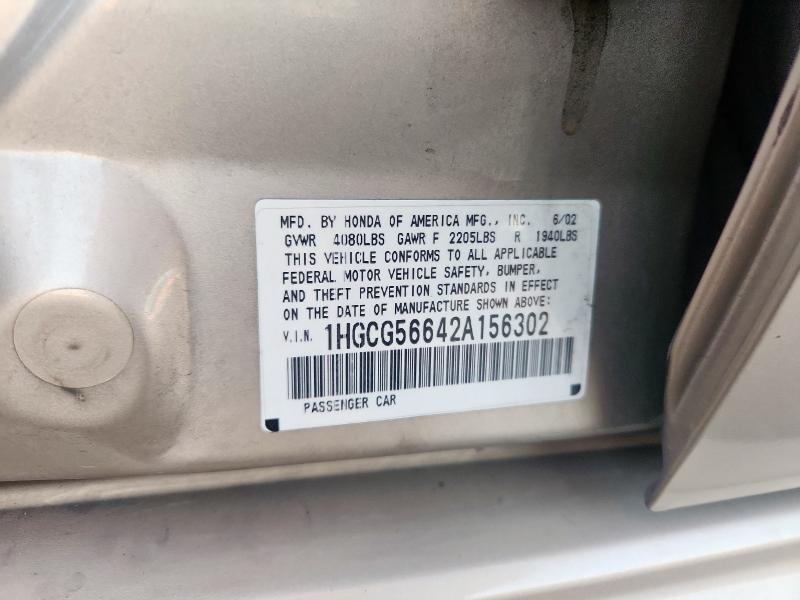 MFD. BY HONDA OF AMERICA MFG., INC. 6/02
GVWR 4080LBS GAWR F 2205LBS R 1940LBS
THIS VEHICLE CONFORMS TO ALL APPLICABLE
FEDERAL MOTOR VEHICLE SAFETY, BUMPER,
AND THEFT PREVENTION STANDARDS IN EFFECT
ON THE DATE OF MANUFACTURE SHOWN ABOVE:
V.I.N. 1HGCG56642A156302
PASSENGER CAR